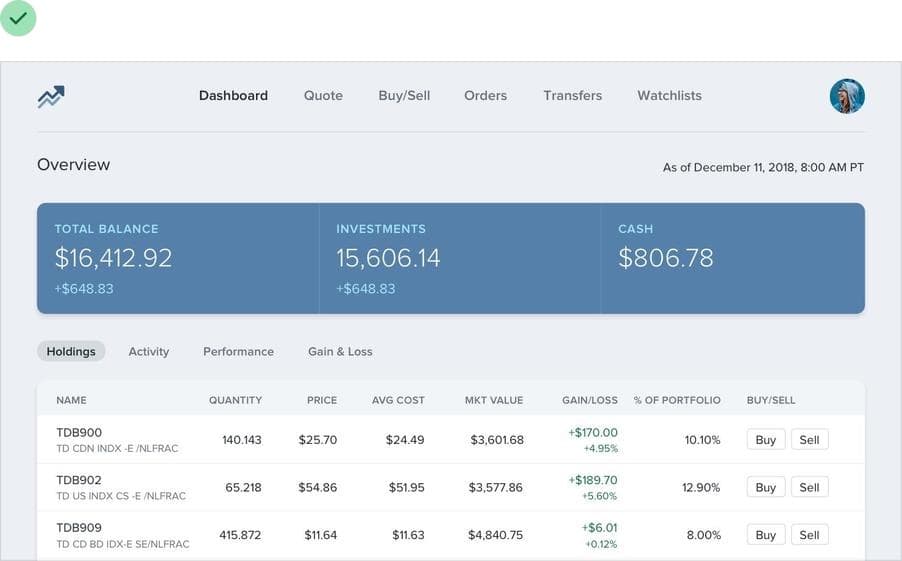 Dashboard Quote Buy/Sell Orders Transfers Watchlists
Overview
As of December 11, 2018, 8:00 AM PT
TOTAL BALANCE INVESTMENTS CASH
$16,412.92 15,606.14 $806.78
+$648.83 +$648.83
Holdings Activity Performance Gain & Loss
NAME QUANTITY PRICE AVG COST MKT VALUE GAIN/LOSS % OF PORTFOLIO BUY/SELL
TDB900 140.143 $25.70 $24.49 $3,601.68 +$170.00 10.10% Buy Sell
TD CDN INDX -E /NLFRAC +4.95%
TDB902 65.218 $54.86 $51.95 $3,577.86 +$189.70 12.90% Buy Sell
TD US INDX CS -E /NLFRAC +5.60%
TDB909 415.872 $11.64 $11.63 $4,840.75 +$6.01 8.00% Buy Sell
TD CD BD IDX-E SE/NLFRAC +0.12%